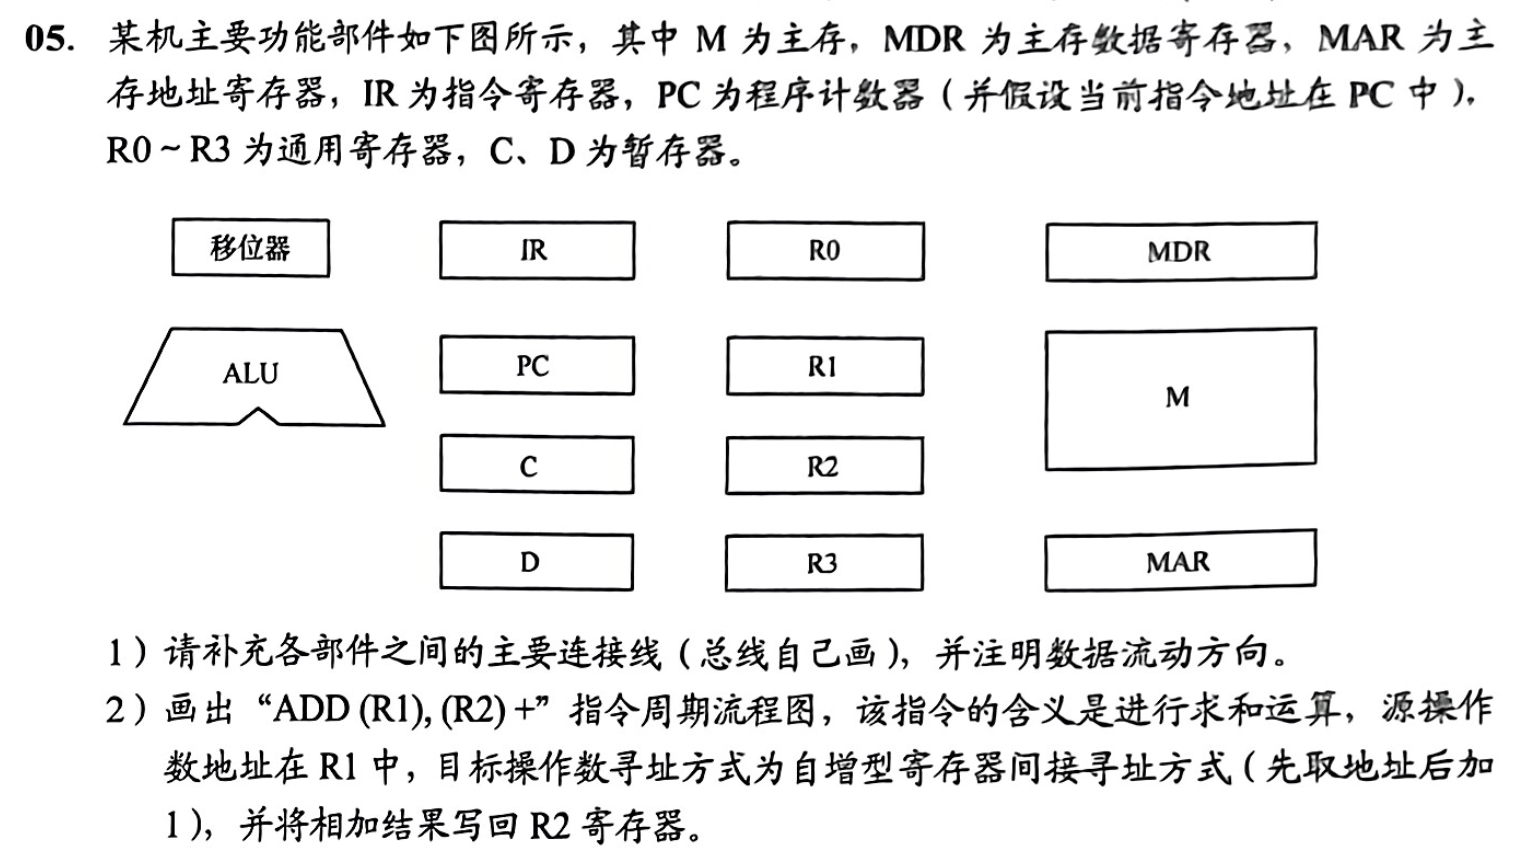 05. 某机主要功能部件如下图所示，其中 M 为主存，MDR 为主存数据寄存器，MAR 为主
存地址寄存器，IR 为指令寄存器，PC 为程序计数器（并假设当前指令地址在 PC 中），
R0～R3 为通用寄存器，C、D 为暂存器。
移位器 IR R0 MDR
ALU PC R1 M
C R2
D R3 MAR
1）请补充各部件之间的主要连接线（总线自己画），并注明数据流动方向。
2）画出“ADD (R1), (R2) +”指令周期流程图，该指令的含义是进行求和运算，源操作
数地址在 R1 中，目标操作数寻址方式为自增型寄存器间接寻址方式（先取地址后加
1），并将相加结果写回 R2 寄存器。